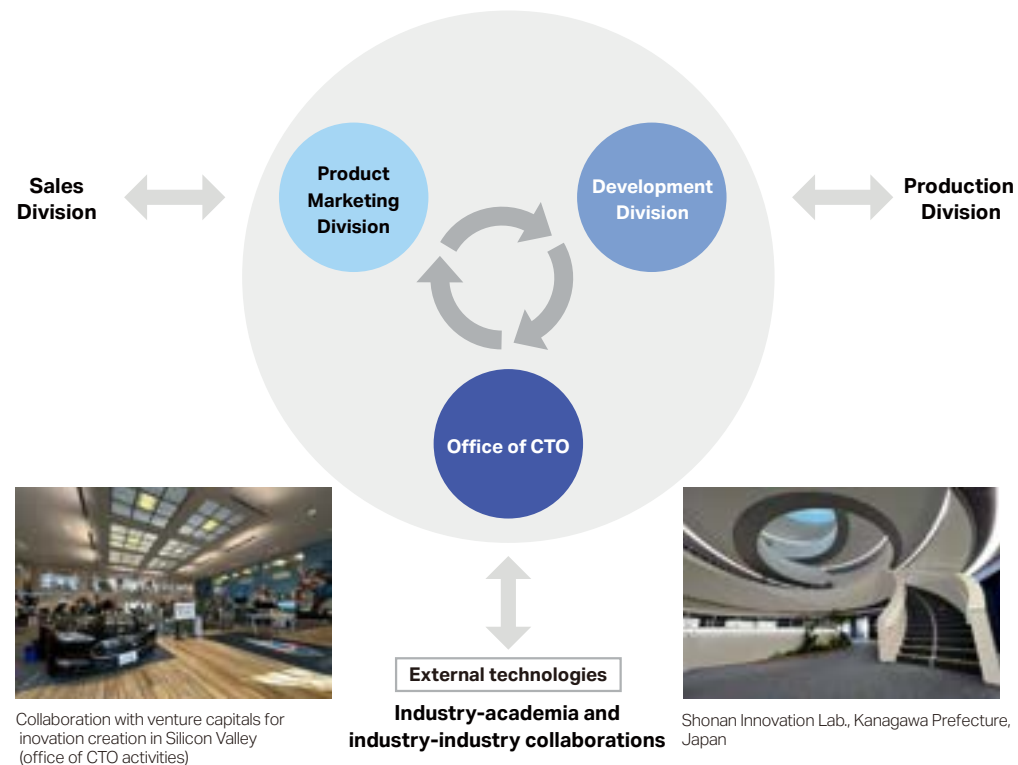 Product
Marketing
Division
Development
Division
Sales
Division
Production
Division
Office of CTO
External technologies
Industry-academia and
industry-industry collaborations
Collaboration with venture capitals for
inovation creation in Silicon Valley
(office of CTO activities)
Shonan Innovation Lab., Kanagawa Prefecture,
Japan